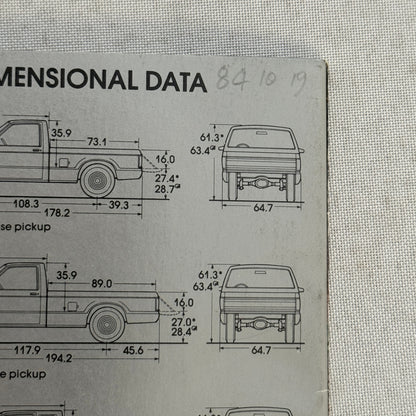 MENSIONAL DATA 84 10 19
35.9 73.1 61.3*
16.0 63.4
27.4*
28.7
108.3 39.3
178.2 64.7
se pickup
35.9 89.0 61.3*
16.0 63.4
27.0*
28.4
117.9 45.6
194.2 64.7
e pickup